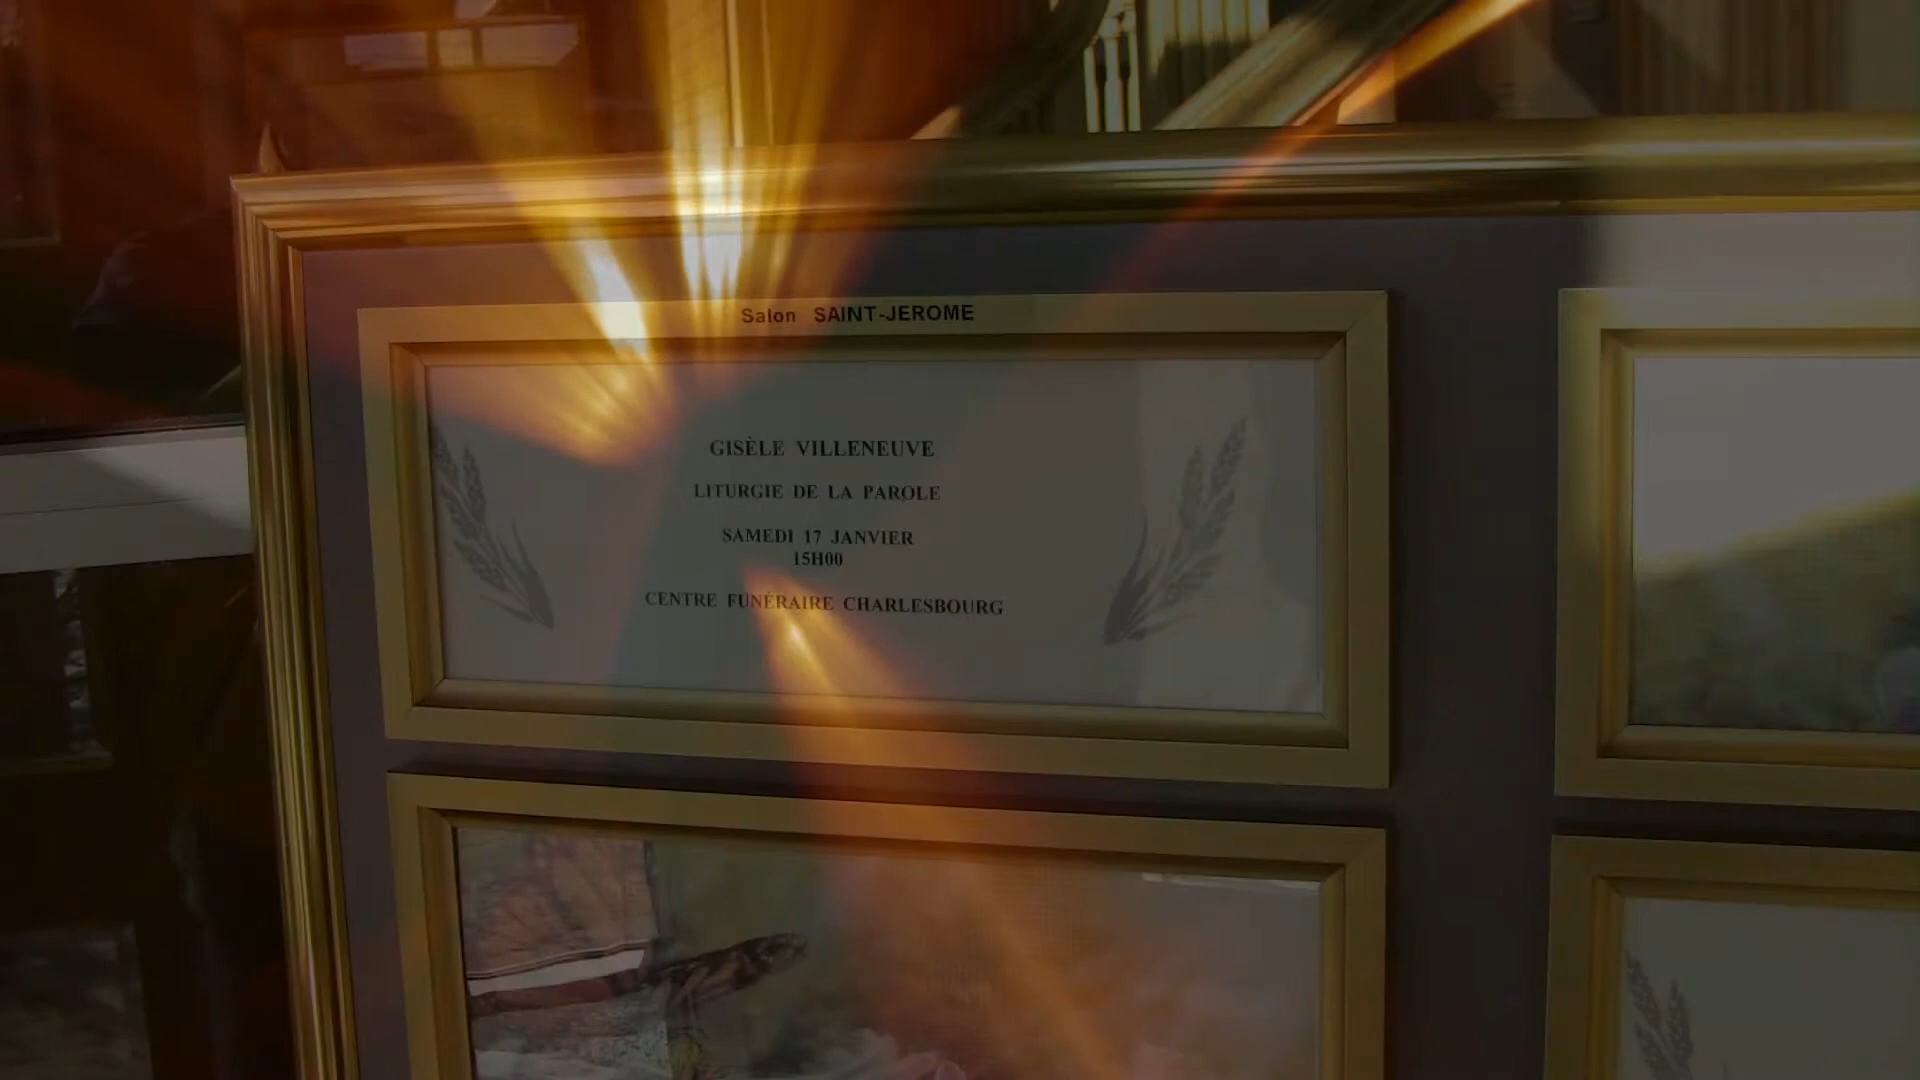 Salon SAINT-JEROME
GISÈLE VILLENEUVE
LITURGIE DE LA PAROLE
SAMEDI 17 JANVIER
15H00
CENTRE FUNÉRAIRE CHARLESBOURG